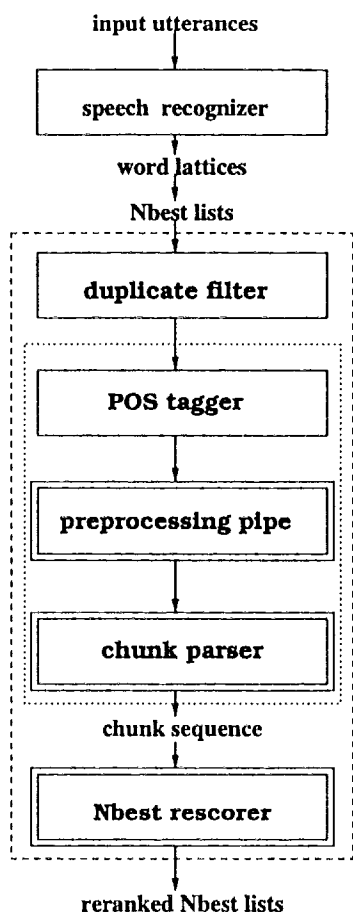 input utterances
speech recognizer
word lattices
Nbest lists
duplicate filter
POS tagger
preprocessing pipe
chunk parser
chunk sequence
Nbest rescorer
reranked Nbest lists